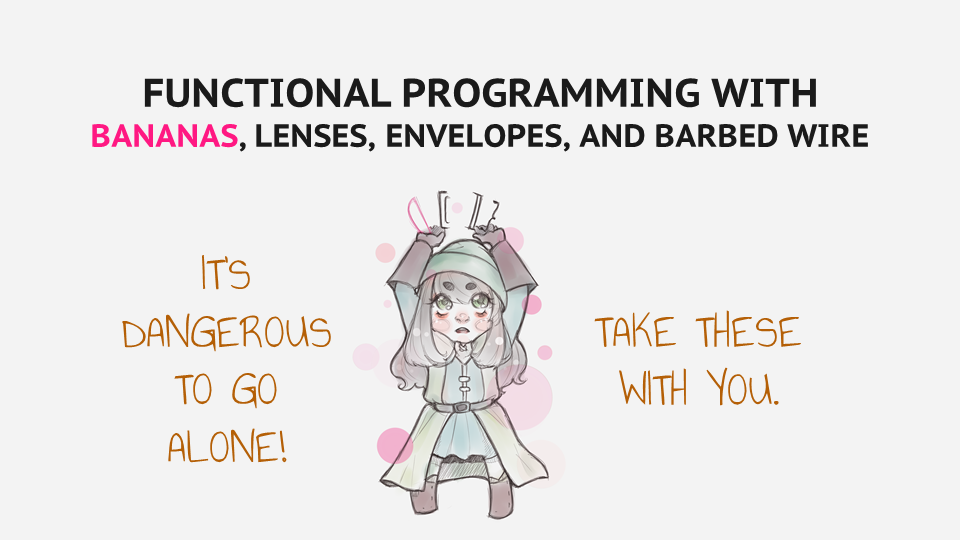 FUNCTIONAL PROGRAMMING WITH
BANANAS, LENSES, ENVELOPES, AND BARBED WIRE
IT'S
DANGEROUS
TO GO
ALONE!
TAKE THESE
WITH YOU.